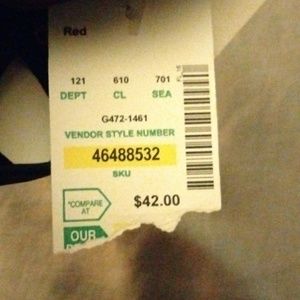 Red
121 610 701
DEPT CL SEA
G472-1461
VENDOR STYLE NUMBER
46488532
SKU
*COMPARE
AT
$42.00
OUR